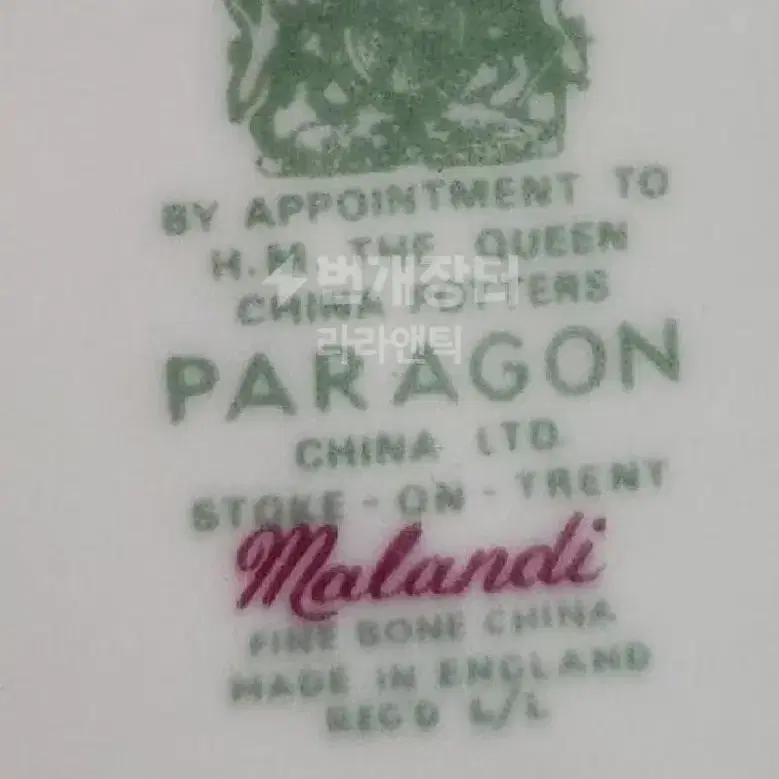 BY APPOINTMENT TO
H.M. THE QUEEN
번개장터
CHINA POTTERS
라라앤틱
PARAGON
CHINA LTD.
STOKE - ON - TRENT
Malandi
FINE BONE CHINA
MADE IN ENGLAND
REGD